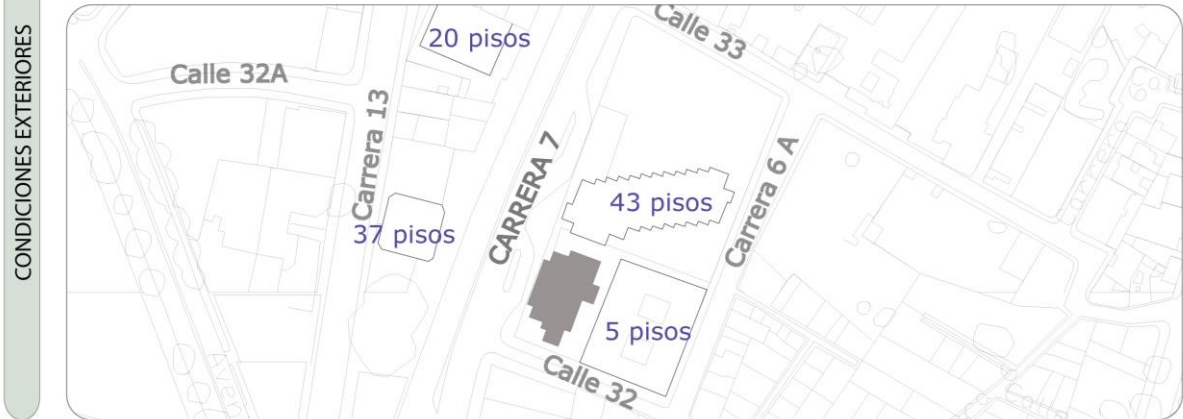 CONDICIONES EXTERIORES
20 pisos
Calle 33
Calle 32A
Carrera 13
CARRERA 7
Carrera 6 A
43 pisos
37 pisos
5 pisos
Calle 32